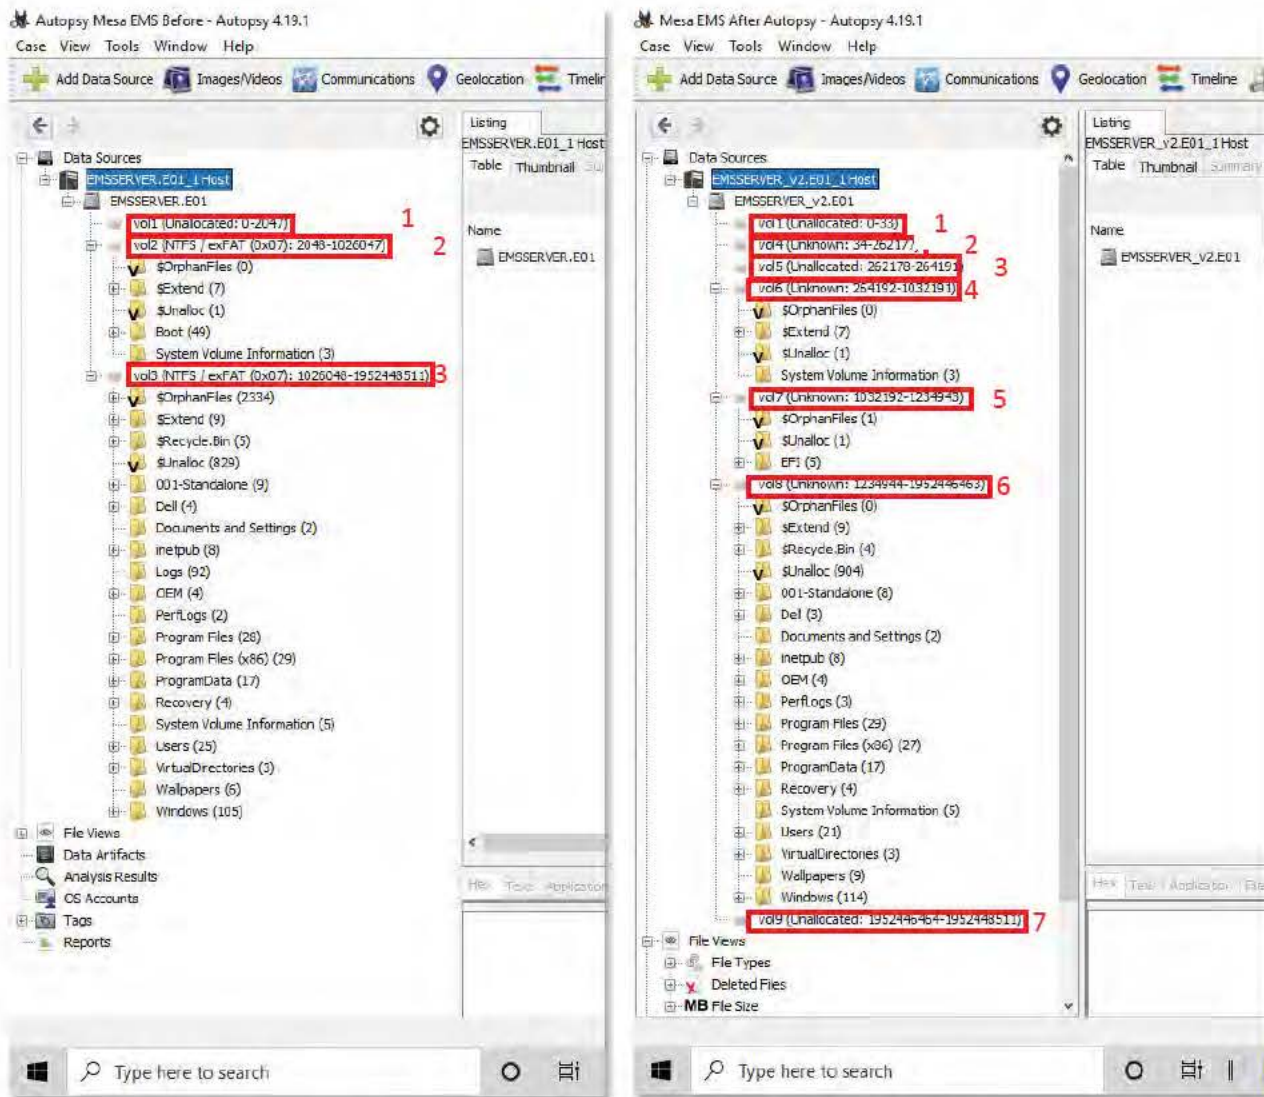 Autopsy Mesa EMS Before - Autopsy 4.19.1
Case View Tools Window Help
Add Data Source Images/Videos Communications Geolocation Timelin
Listing
EMSSERVER.E01_1 Host
Table Thumbnail
Name
EMSSERVER.E01
Data Sources
EMSSERVER.E01_1 Host
EMSSERVER.E01
vol1 (Unallocated: 0-2047) 1
vol2 (NTFS / exFAT (0x07): 2048-1026047) 2
$OrphanFiles (0)
$Extend (7)
$Unalloc (1)
Boot (49)
System Volume Information (3)
vol3 (NTFS / exFAT (0x07): 1026048-1952448511) 3
$OrphanFiles (2334)
$Extend (9)
$Recycle.Bin (5)
$Unalloc (829)
001-Standalone (9)
Dell (4)
Documents and Settings (2)
inetpub (8)
Logs (92)
OEM (4)
PerfLogs (2)
Program Files (28)
Program Files (x86) (29)
ProgramData (17)
Recovery (4)
System Volume Information (5)
Users (25)
VirtualDirectories (3)
Wallpapers (6)
Windows (105)
File Views
Data Artifacts
Analysis Results
OS Accounts
Tags
Reports
Hex Text Application
Type here to search
Mesa EMS After Autopsy - Autopsy 4.19.1
Case View Tools Window Help
Add Data Source Images/Videos Communications Geolocation Timeline
Listing
EMSSERVER_v2.E01_1 Host
Table Thumbnail Summary
Name
EMSSERVER_v2.E01
Data Sources
EMSSERVER_v2.E01_1 Host
EMSSERVER_v2.E01
vol1 (Unallocated: 0-33) 1
vol4 (Unknown: 34-262177) 2
vol5 (Unallocated: 262178-264191) 3
vol6 (Unknown: 264192-1032191) 4
$OrphanFiles (0)
$Extend (7)
$Unalloc (1)
System Volume Information (3)
vol7 (Unknown: 1032192-1234943) 5
$OrphanFiles (1)
$Unalloc (1)
EFI (5)
vol8 (Unknown: 1234944-1952446463) 6
$OrphanFiles (0)
$Extend (9)
$Recycle.Bin (4)
$Unalloc (904)
001-Standalone (8)
Dell (3)
Documents and Settings (2)
inetpub (8)
OEM (4)
PerfLogs (3)
Program Files (29)
Program Files (x86) (27)
ProgramData (17)
Recovery (4)
System Volume Information (5)
Users (21)
VirtualDirectories (3)
Wallpapers (9)
Windows (114)
vol9 (Unallocated: 1952446464-1952448511) 7
File Views
File Types
Deleted Files
MB File Size
Hex Text Application
Type here to search